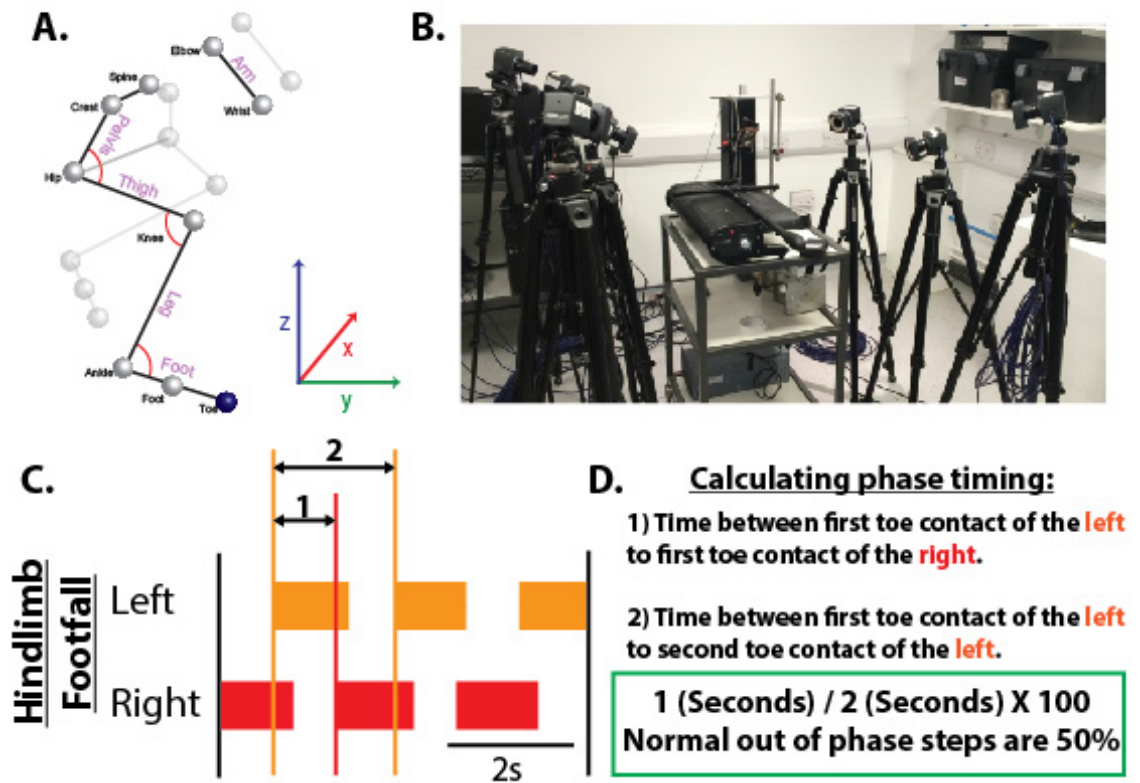 A.
Elbow
Arm
Wrist
Spine
Crest
Pelvis
Hip
Thigh
Knee
Leg
Ankle
Foot
Foot
Toe
z
x
y
B.
C.
2
1
Hindlimb
Footfall
Left
Right
2s
D.
Calculating phase timing:
1) Time between first toe contact of the left
to first toe contact of the right.
2) Time between first toe contact of the left
to second toe contact of the left.
1 (Seconds) / 2 (Seconds) X 100
Normal out of phase steps are 50%